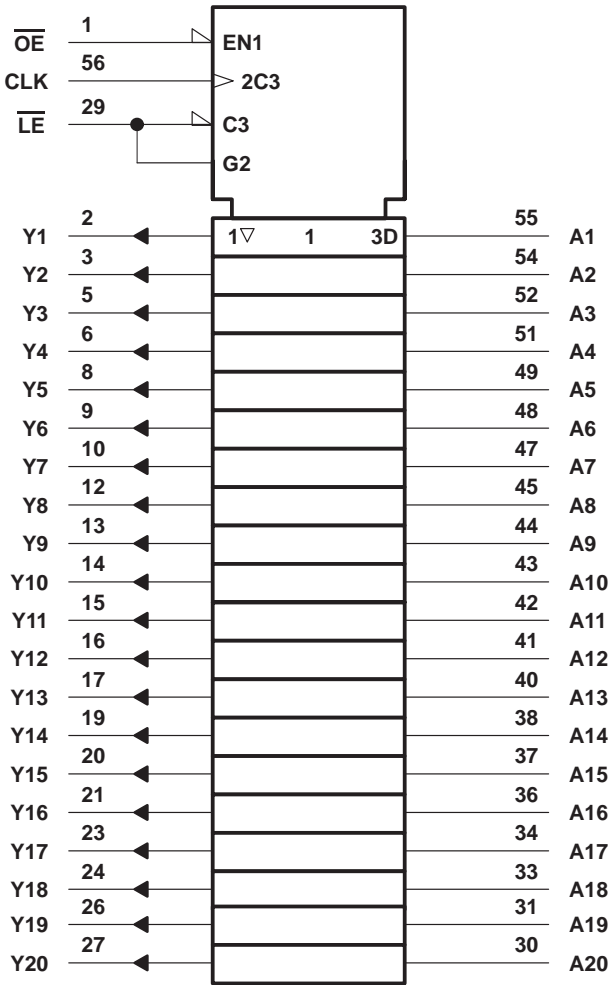 OE 1 EN1
CLK 56 2C3
LE 29 C3
G2
Y1 2 1▽ 1 3D 55 A1
Y2 3 54 A2
Y3 5 52 A3
Y4 6 51 A4
Y5 8 49 A5
Y6 9 48 A6
Y7 10 47 A7
Y8 12 45 A8
Y9 13 44 A9
Y10 14 43 A10
Y11 15 42 A11
Y12 16 41 A12
Y13 17 40 A13
Y14 19 38 A14
Y15 20 37 A15
Y16 21 36 A16
Y17 23 34 A17
Y18 24 33 A18
Y19 26 31 A19
Y20 27 30 A20